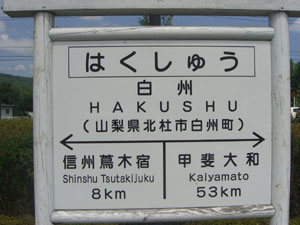 はくしゅう
白州
HAKUSHU
(山梨県北杜市白州町)
信州蔦木宿
Shinshu Tsutakijuku
8km
甲斐大和
Kaiyamato
53km